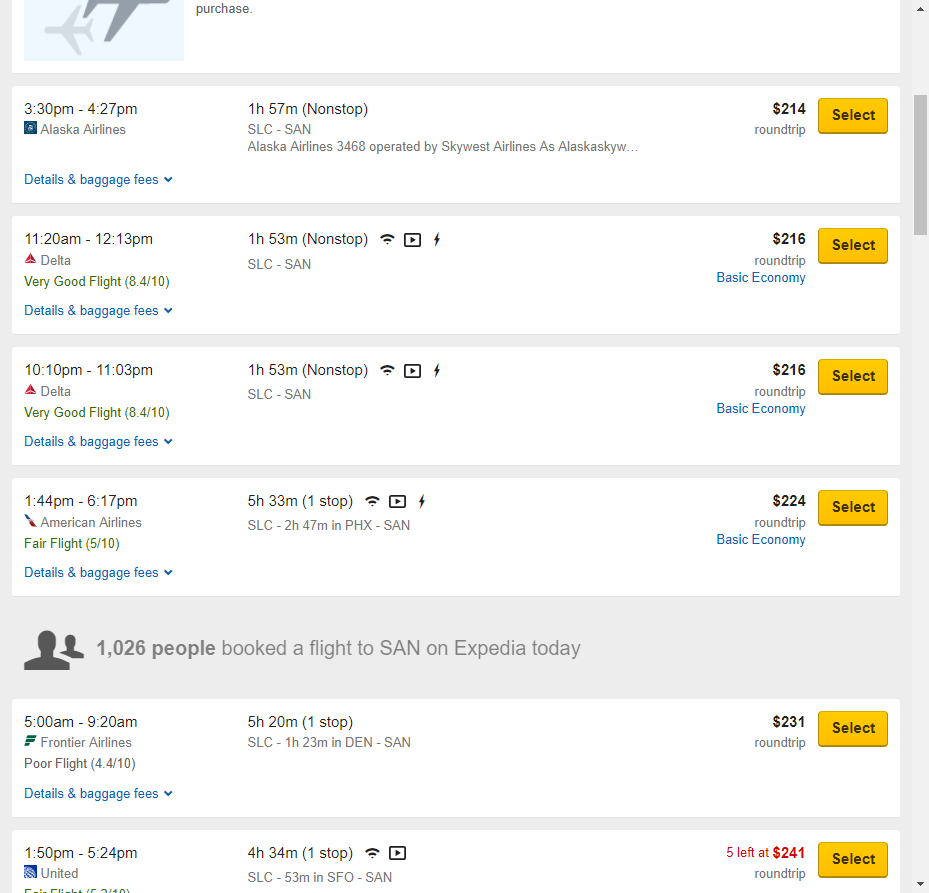 purchase.
3:30pm - 4:27pm
1h 57m (Nonstop)
$214
Select
Alaska Airlines
SLC - SAN
roundtrip
Alaska Airlines 3468 operated by Skywest Airlines As Alaskaskyw…
Details & baggage fees
11:20am - 12:13pm
1h 53m (Nonstop)
$216
Select
Delta
SLC - SAN
roundtrip
Very Good Flight (8.4/10)
Basic Economy
Details & baggage fees
10:10pm - 11:03pm
1h 53m (Nonstop)
$216
Select
Delta
SLC - SAN
roundtrip
Very Good Flight (8.4/10)
Basic Economy
Details & baggage fees
1:44pm - 6:17pm
5h 33m (1 stop)
$224
Select
American Airlines
SLC - 2h 47m in PHX - SAN
roundtrip
Fair Flight (5/10)
Basic Economy
Details & baggage fees
1,026 people booked a flight to SAN on Expedia today
5:00am - 9:20am
5h 20m (1 stop)
$231
Select
Frontier Airlines
SLC - 1h 23m in DEN - SAN
roundtrip
Poor Flight (4.4/10)
Details & baggage fees
1:50pm - 5:24pm
4h 34m (1 stop)
5 left at $241
Select
United
SLC - 53m in SFO - SAN
roundtrip
Fair Flight (5.2/10)